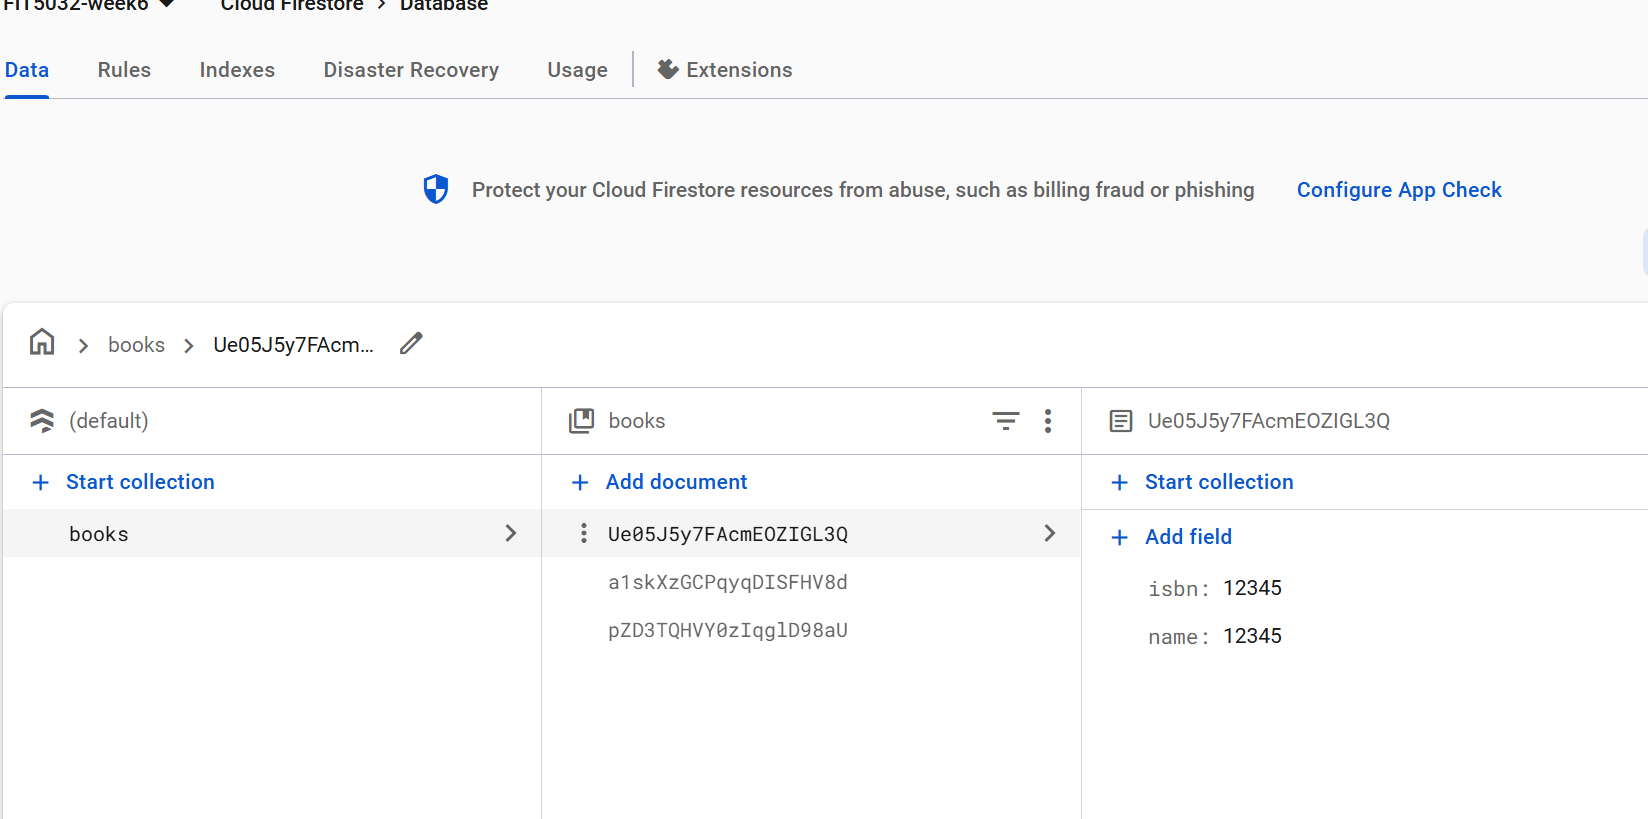 FIT5032-week6 Cloud Firestore > Database
Data Rules Indexes Disaster Recovery Usage Extensions
Protect your Cloud Firestore resources from abuse, such as billing fraud or phishing Configure App Check
books > Ue05J5y7FAcm...
(default)
+ Start collection
books
books
+ Add document
Ue05J5y7FAcmEOZIGL3Q
a1skXzGCPqyqDISFHV8d
pZD3TQHVY0zIqglD98aU
Ue05J5y7FAcmEOZIGL3Q
+ Start collection
+ Add field
isbn: 12345
name: 12345